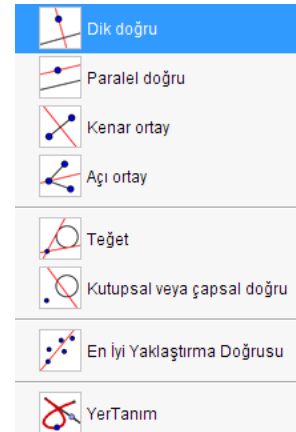 Dik doğru
Paralel doğru
Kenar ortay
Açı ortay
Teğet
Kutupsal veya çapsal doğru
En İyi Yaklaştırma Doğrusu
YerTanım